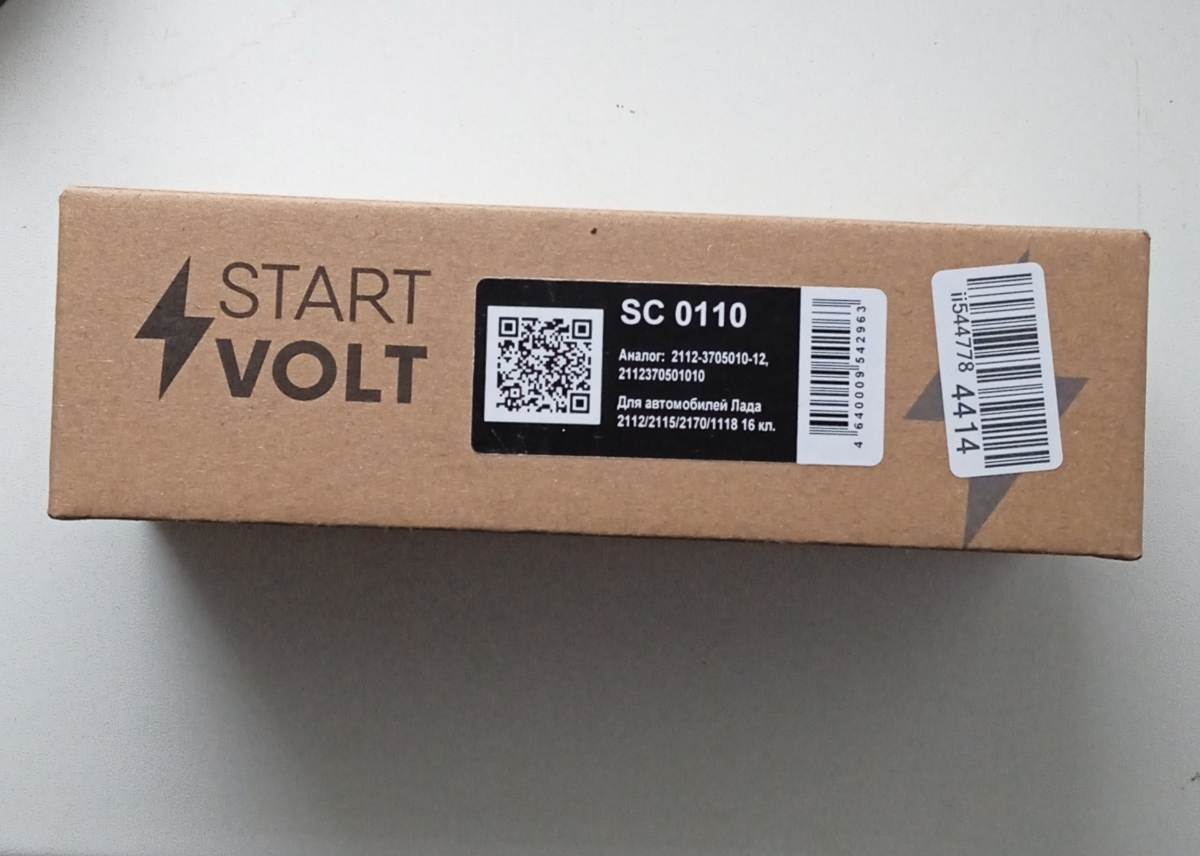 START
VOLT
SC 0110
Аналог: 2112-3705010-12,
2112370501010
Для автомобилей Лада
2112/2115/2170/1118 16 кл.
4 640009 542963
ii544778 4414